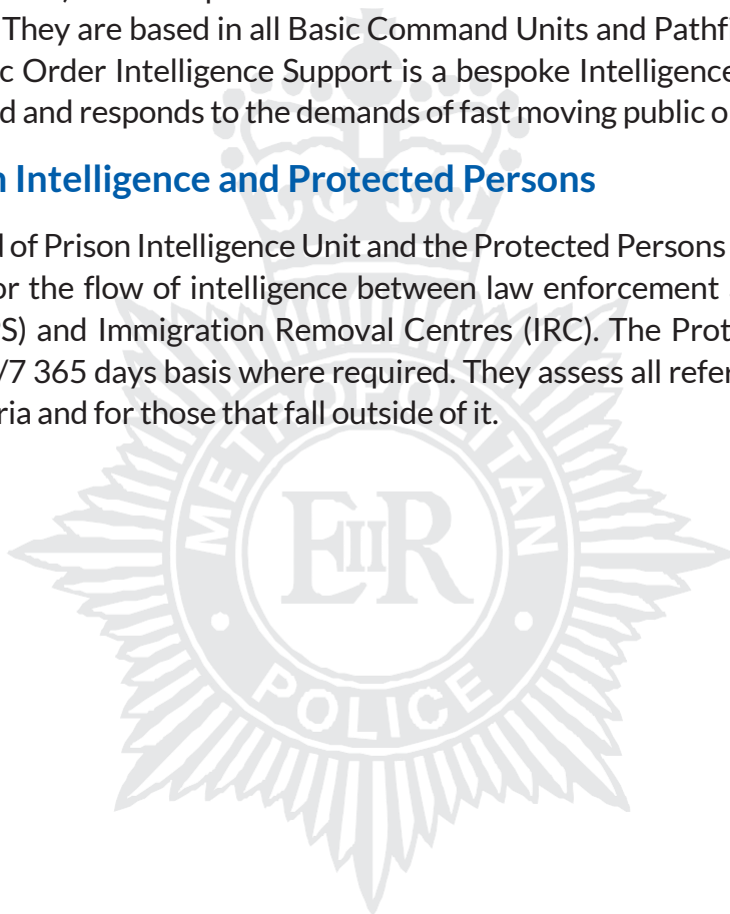 They are based in all Basic Command Units and Pathf
c Order Intelligence Support is a bespoke Intelligence
d and responds to the demands of fast moving public o
n Intelligence and Protected Persons
d of Prison Intelligence Unit and the Protected Persons
or the flow of intelligence between law enforcement
S) and Immigration Removal Centres (IRC). The Prot
/7 365 days basis where required. They assess all refer
ria and for those that fall outside of it.
METROPOLITAN
EIIR
POLICE